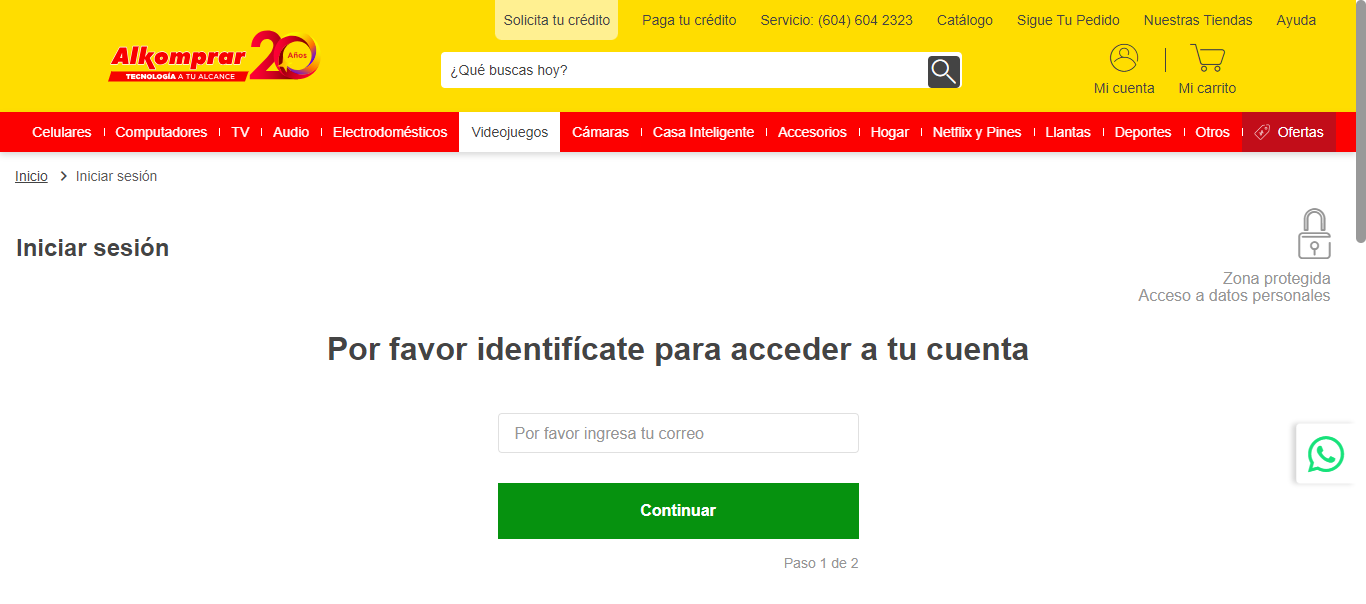 Solicita tu crédito Paga tu crédito Servicio: (604) 604 2323 Catálogo Sigue Tu Pedido Nuestras Tiendas Ayuda
Alkomprar 20 Años
TECNOLOGÍA A TU ALCANCE
¿Qué buscas hoy?
Mi cuenta Mi carrito
Celulares Computadores TV Audio Electrodomésticos Videojuegos Cámaras Casa Inteligente Accesorios Hogar Netflix y Pines Llantas Deportes Otros Ofertas
Inicio Iniciar sesión
Iniciar sesión
Zona protegida
Acceso a datos personales
Por favor identifícate para acceder a tu cuenta
Por favor ingresa tu correo
Continuar
Paso 1 de 2